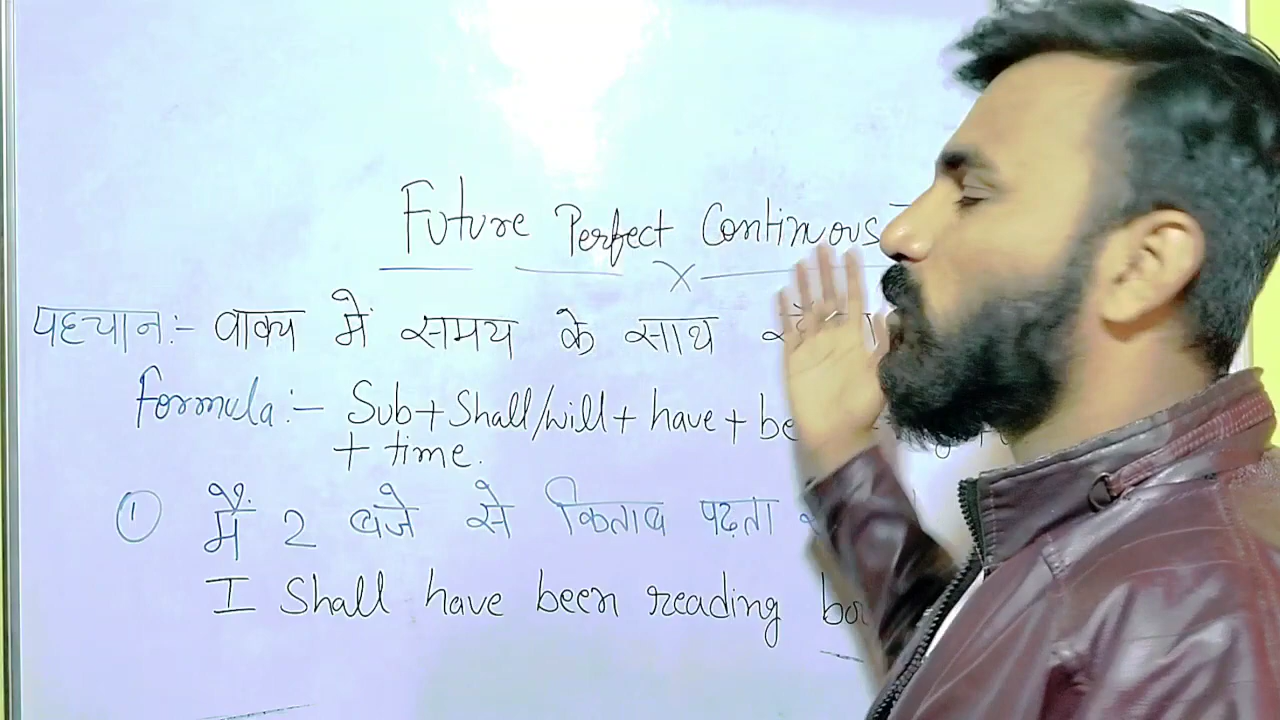 Future Perfect Continuous
पहचान:- वाक्य में समय के साथ
Formula:- Sub + Shall/will + have +
+ time.
① मैं 2 बजे से किताब पढ़ता
I Shall have been reading